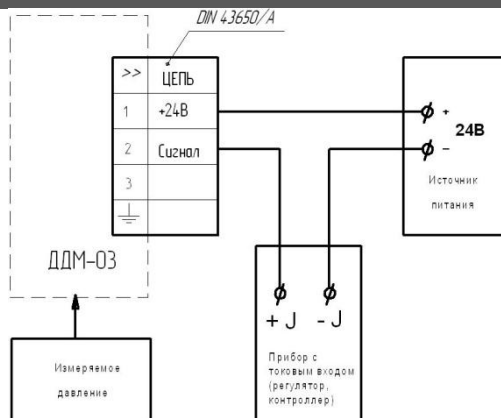 DIN 43650/А
>> ЦЕПЬ
1 +24В
2 Сигнал
3
ДДМ-03
Измеряемое
давление
+
24В
-
Источник
питания
+ J - J
Прибор с
токовым входом
(регулятор,
контроллер)